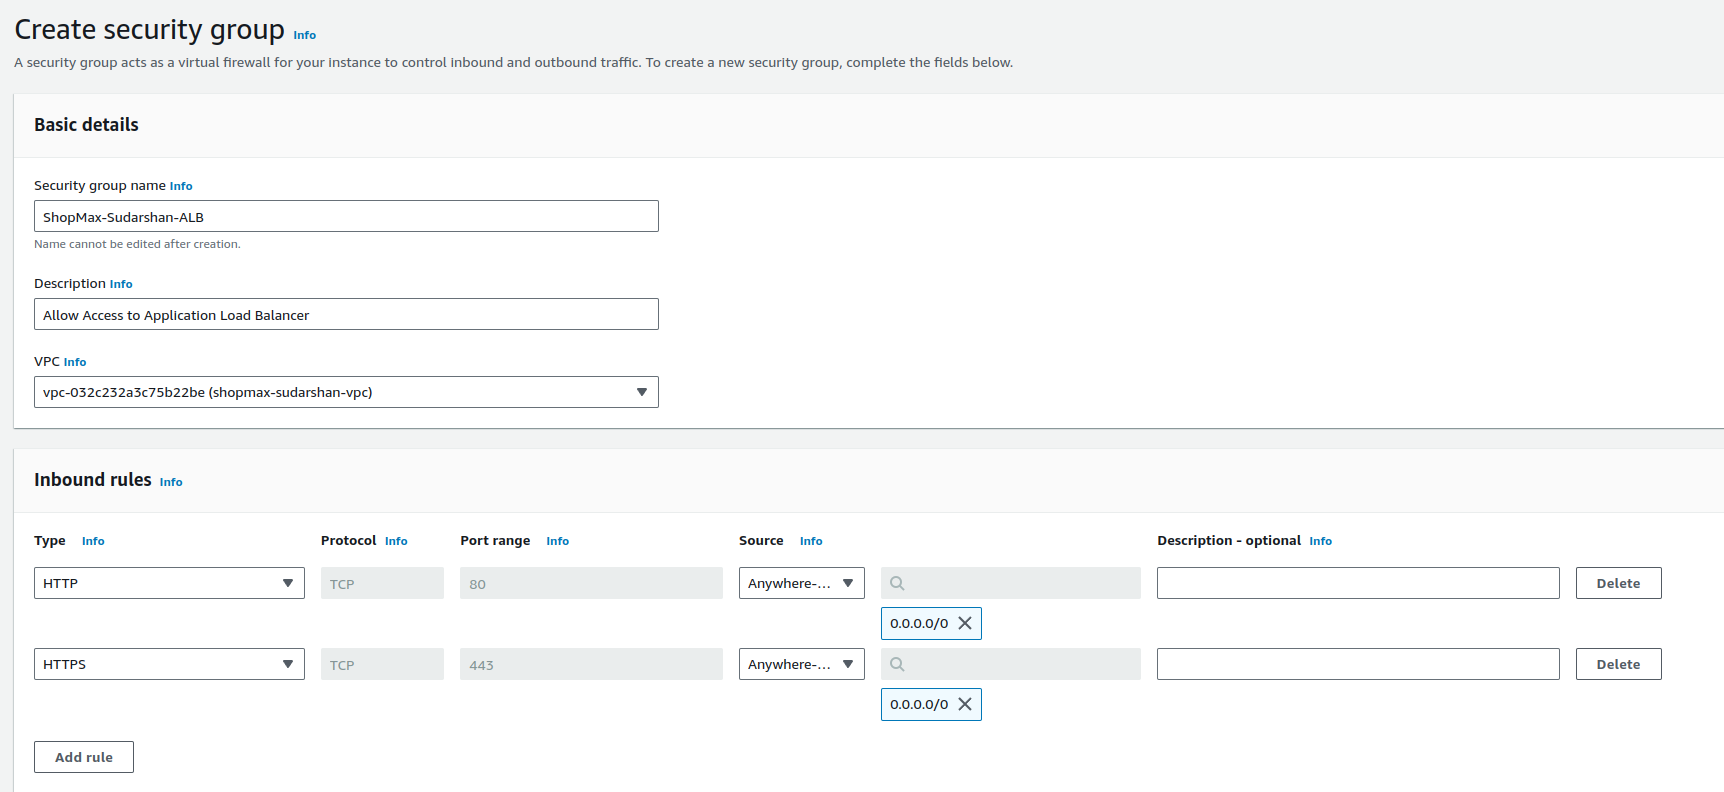 Create security group Info
A security group acts as a virtual firewall for your instance to control inbound and outbound traffic. To create a new security group, complete the fields below.
Basic details
Security group name Info
ShopMax-Sudarshan-ALB
Name cannot be edited after creation.
Description Info
Allow Access to Application Load Balancer
VPC Info
vpc-032c232a3c75b22be (shopmax-sudarshan-vpc)
Inbound rules Info
Type Info Protocol Info Port range Info Source Info Description - optional Info
HTTP TCP 80 Anywhere-... Delete
0.0.0.0/0
HTTPS TCP 443 Anywhere-... Delete
0.0.0.0/0
Add rule